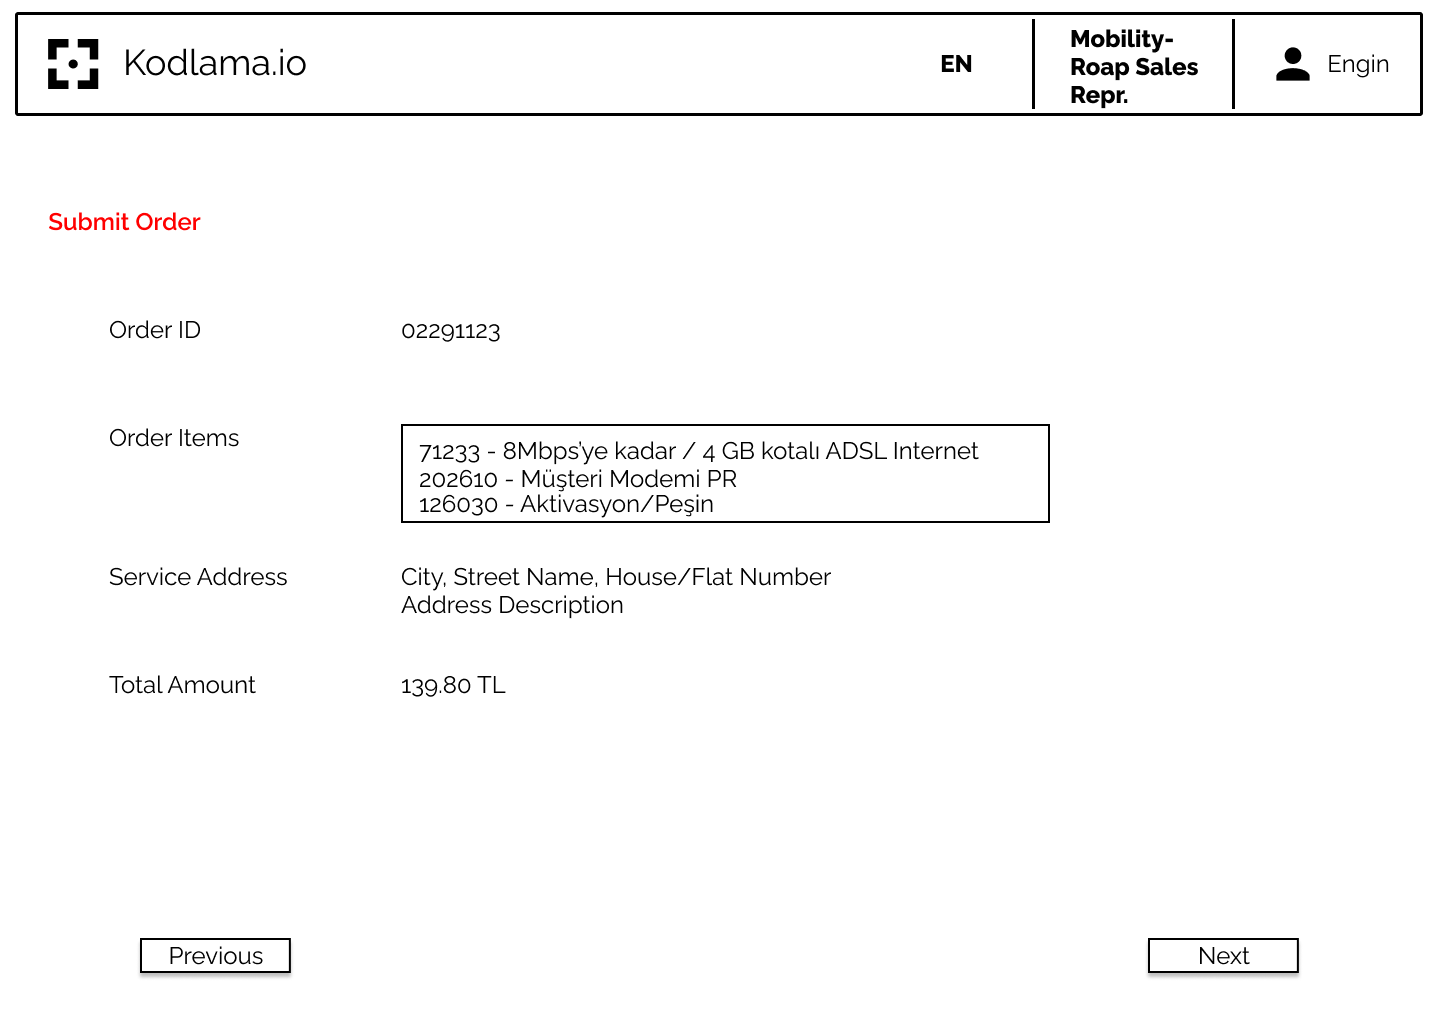 Kodlama.io
EN
Mobility-
Roap Sales
Repr.
Engin
Submit Order
Order ID
02291123
Order Items
71233 - 8Mbps'ye kadar / 4 GB kotalı ADSL Internet
202610 - Müşteri Modemi PR
126030 - Aktivasyon/Peşin
Service Address
City, Street Name, House/Flat Number
Address Description
Total Amount
139.80 TL
Previous
Next